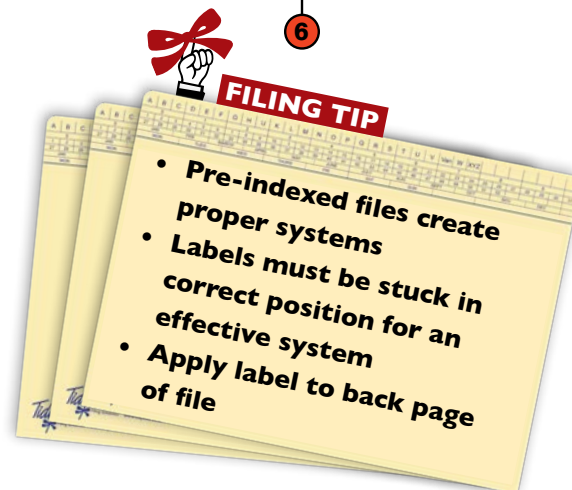 6
FILING TIP
• Pre-indexed files create
proper systems
• Labels must be stuck in
correct position for an
effective system
• Apply label to back page
of file